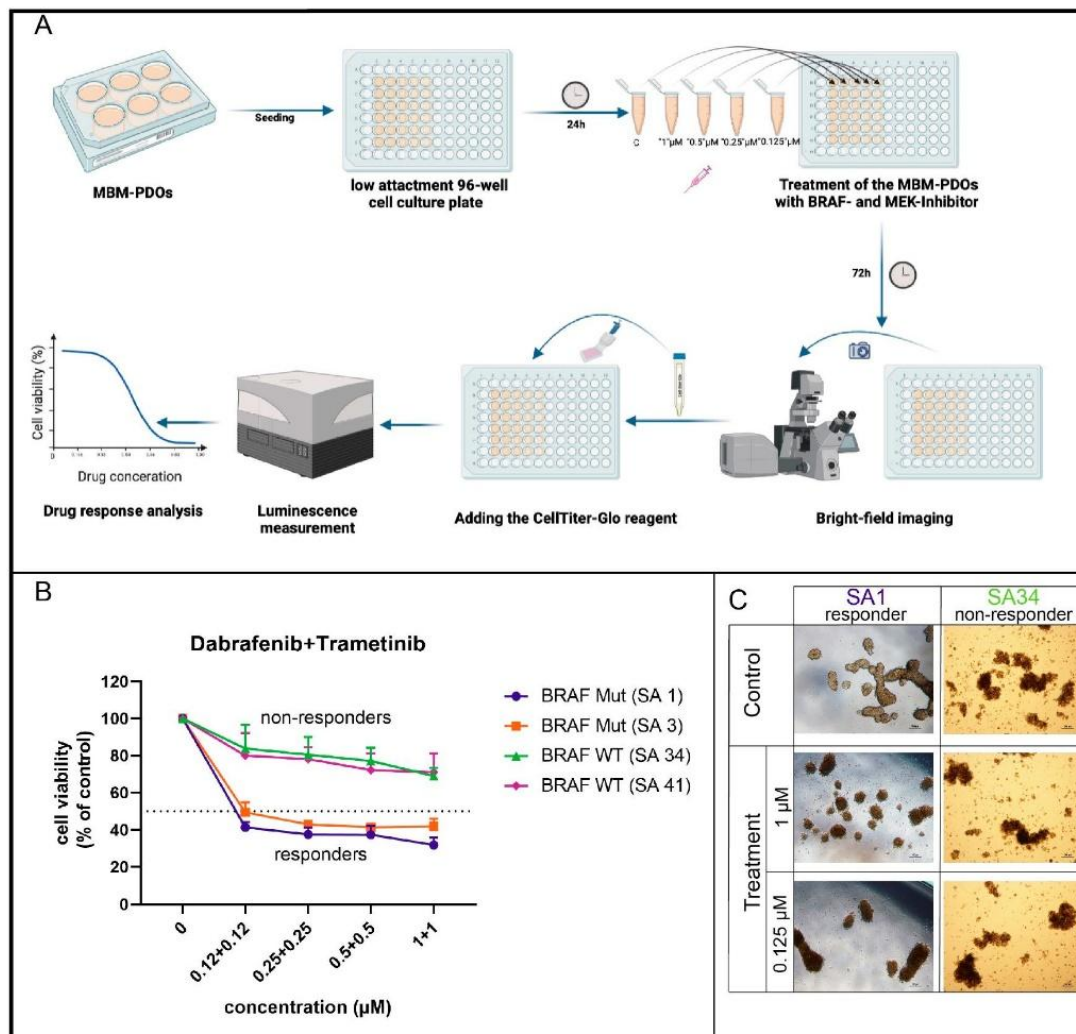 A
MBM-PDOs
Seeding
low attactment 96-well
cell culture plate
24h
C
"1"µM
"0.5"µM
"0.25"µM
"0.125"µM
Treatment of the MBM-PDOs
with BRAF- and MEK-Inhibitor
72h
Cell viability (%)
0
Drug conceration
Drug response analysis
Luminescence
measurement
Adding the CellTiter-Glo reagent
Bright-field imaging
B
Dabrafenib+Trametinib
cell viability
(% of control)
120
100
80
60
40
20
0
non-responders
responders
0
0.12+0.12
0.25+0.25
0.5+0.5
1+1
concentration (µM)
BRAF Mut (SA 1)
BRAF Mut (SA 3)
BRAF WT (SA 34)
BRAF WT (SA 41)
C
SA1
responder
SA34
non-responder
Control
Treatment
1 µM
0.125 µM